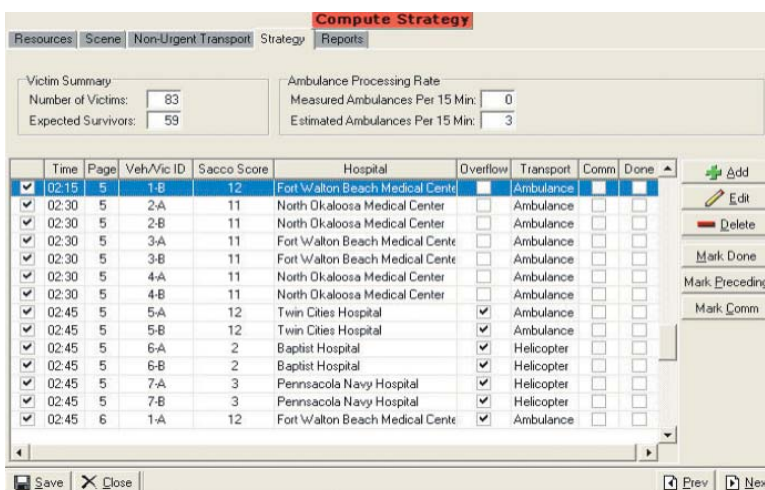 Compute Strategy
Resources Scene Non-Urgent Transport Strategy Reports
Victim Summary
Number of Victims: 83
Expected Survivors: 59
Ambulance Processing Rate
Measured Ambulances Per 15 Min: 0
Estimated Ambulances Per 15 Min: 3
Time Page Veh/Vic ID Sacco Score Hospital Overflow Transport Comm Done
02:15 5 1-B 12 Fort Walton Beach Medical Cente Ambulance
02:30 5 2-A 11 North Okaloosa Medical Center Ambulance
02:30 5 2-B 11 North Okaloosa Medical Center Ambulance
02:30 5 3-A 11 Fort Walton Beach Medical Cente Ambulance
02:30 5 3-B 11 Fort Walton Beach Medical Cente Ambulance
02:30 5 4-A 11 North Okaloosa Medical Center Ambulance
02:30 5 4-B 11 North Okaloosa Medical Center Ambulance
02:45 5 5-A 12 Twin Cities Hospital Ambulance
02:45 5 5-B 12 Twin Cities Hospital Ambulance
02:45 5 6-A 2 Baptist Hospital Helicopter
02:45 5 6-B 2 Baptist Hospital Helicopter
02:45 5 7-A 3 Pennsacola Navy Hospital Helicopter
02:45 5 7-B 3 Pennsacola Navy Hospital Helicopter
02:45 6 1-A 12 Fort Walton Beach Medical Cente Ambulance
Add
Edit
Delete
Mark Done
Mark Preceding
Mark Comm
Save Close Prev Nex